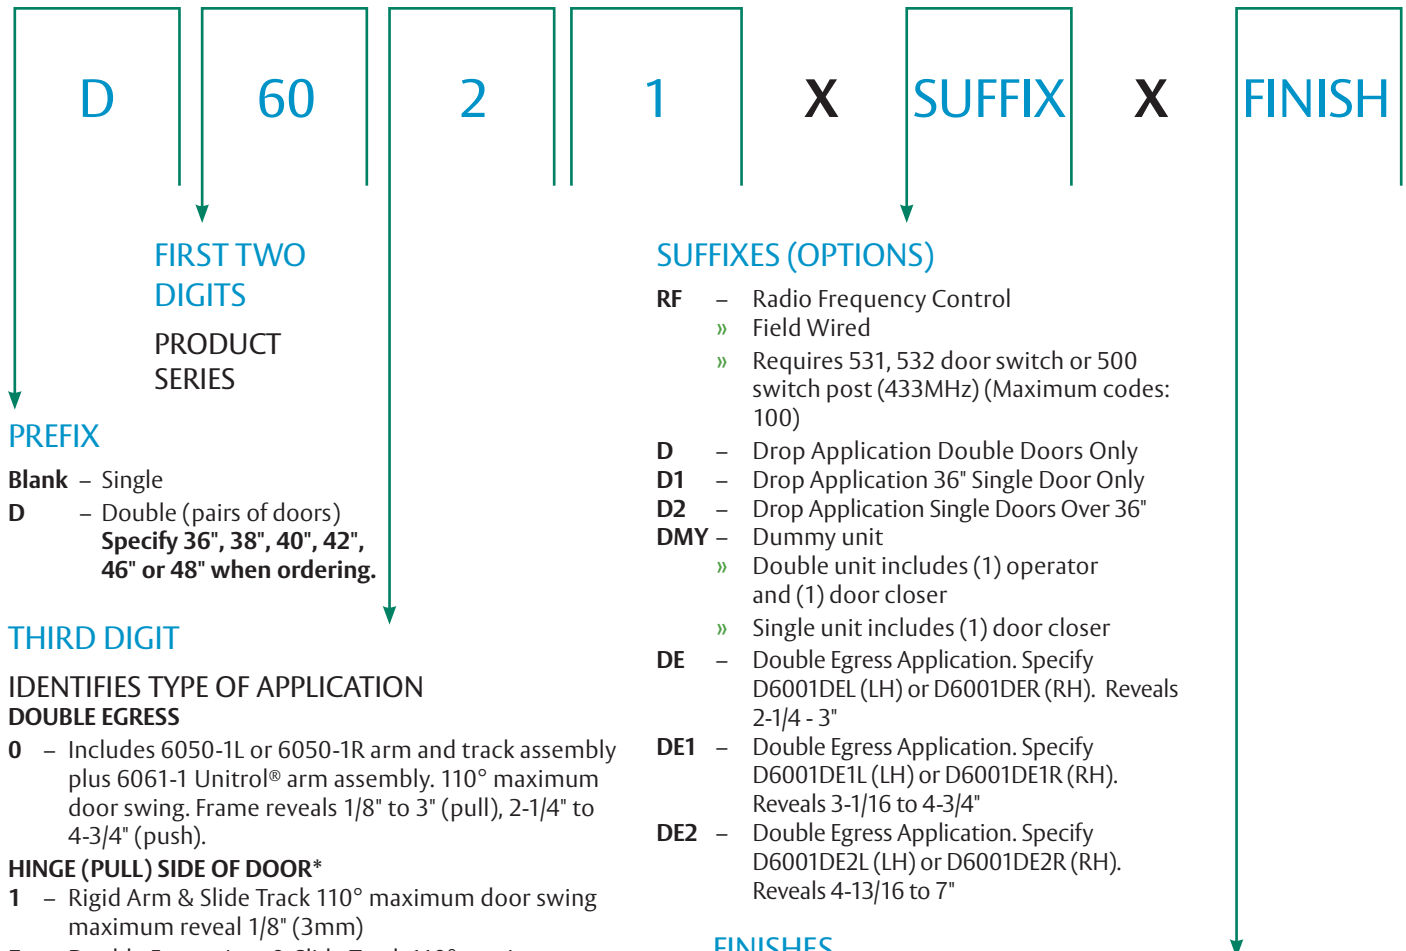 D 60 2 1 X SUFFIX X FINISH
FIRST TWO
DIGITS
PRODUCT
SERIES
PREFIX
Blank – Single
D – Double (pairs of doors)
Specify 36", 38", 40", 42",
46" or 48" when ordering.
THIRD DIGIT
IDENTIFIES TYPE OF APPLICATION
DOUBLE EGRESS
0 – Includes 6050-1L or 6050-1R arm and track assembly
plus 6061-1 Unitrol® arm assembly. 110° maximum
door swing. Frame reveals 1/8" to 3" (pull), 2-1/4" to
4-3/4" (push).
HINGE (PULL) SIDE OF DOOR*
1 – Rigid Arm & Slide Track 110° maximum door swing
maximum reveal 1/8" (3mm)
SUFFIXES (OPTIONS)
RF – Radio Frequency Control
» Field Wired
» Requires 531, 532 door switch or 500
switch post (433MHz) (Maximum codes:
100)
D – Drop Application Double Doors Only
D1 – Drop Application 36" Single Door Only
D2 – Drop Application Single Doors Over 36"
DMY – Dummy unit
» Double unit includes (1) operator
and (1) door closer
» Single unit includes (1) door closer
DE – Double Egress Application. Specify
D6001DEL (LH) or D6001DER (RH). Reveals
2-1/4 - 3"
DE1 – Double Egress Application. Specify
D6001DE1L (LH) or D6001DE1R (RH).
Reveals 3-1/16 to 4-3/4"
DE2 – Double Egress Application. Specify
D6001DE2L (LH) or D6001DE2R (RH).
Reveals 4-13/16 to 7"
FINISHES